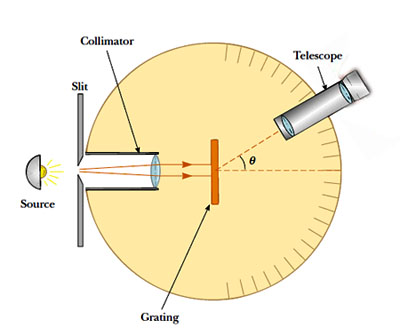 Collimator
Telescope
Slit
θ
Source
Grating